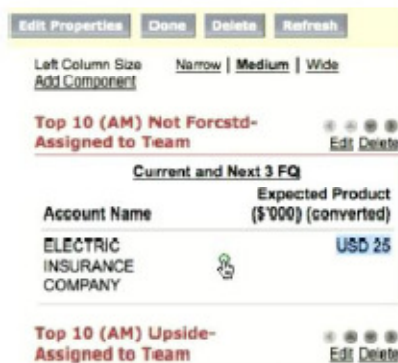 Edit Properties Done Delete Refresh
Left Column Size Narrow | Medium | Wide
Add Component
Top 10 (AM) Not Forcstd-
Assigned to Team
Edit Delete
Current and Next 3 FQ
Expected Product
Account Name ($'000) (converted)
ELECTRIC USD 25
INSURANCE
COMPANY
Top 10 (AM) Upside-
Assigned to Team
Edit Delete